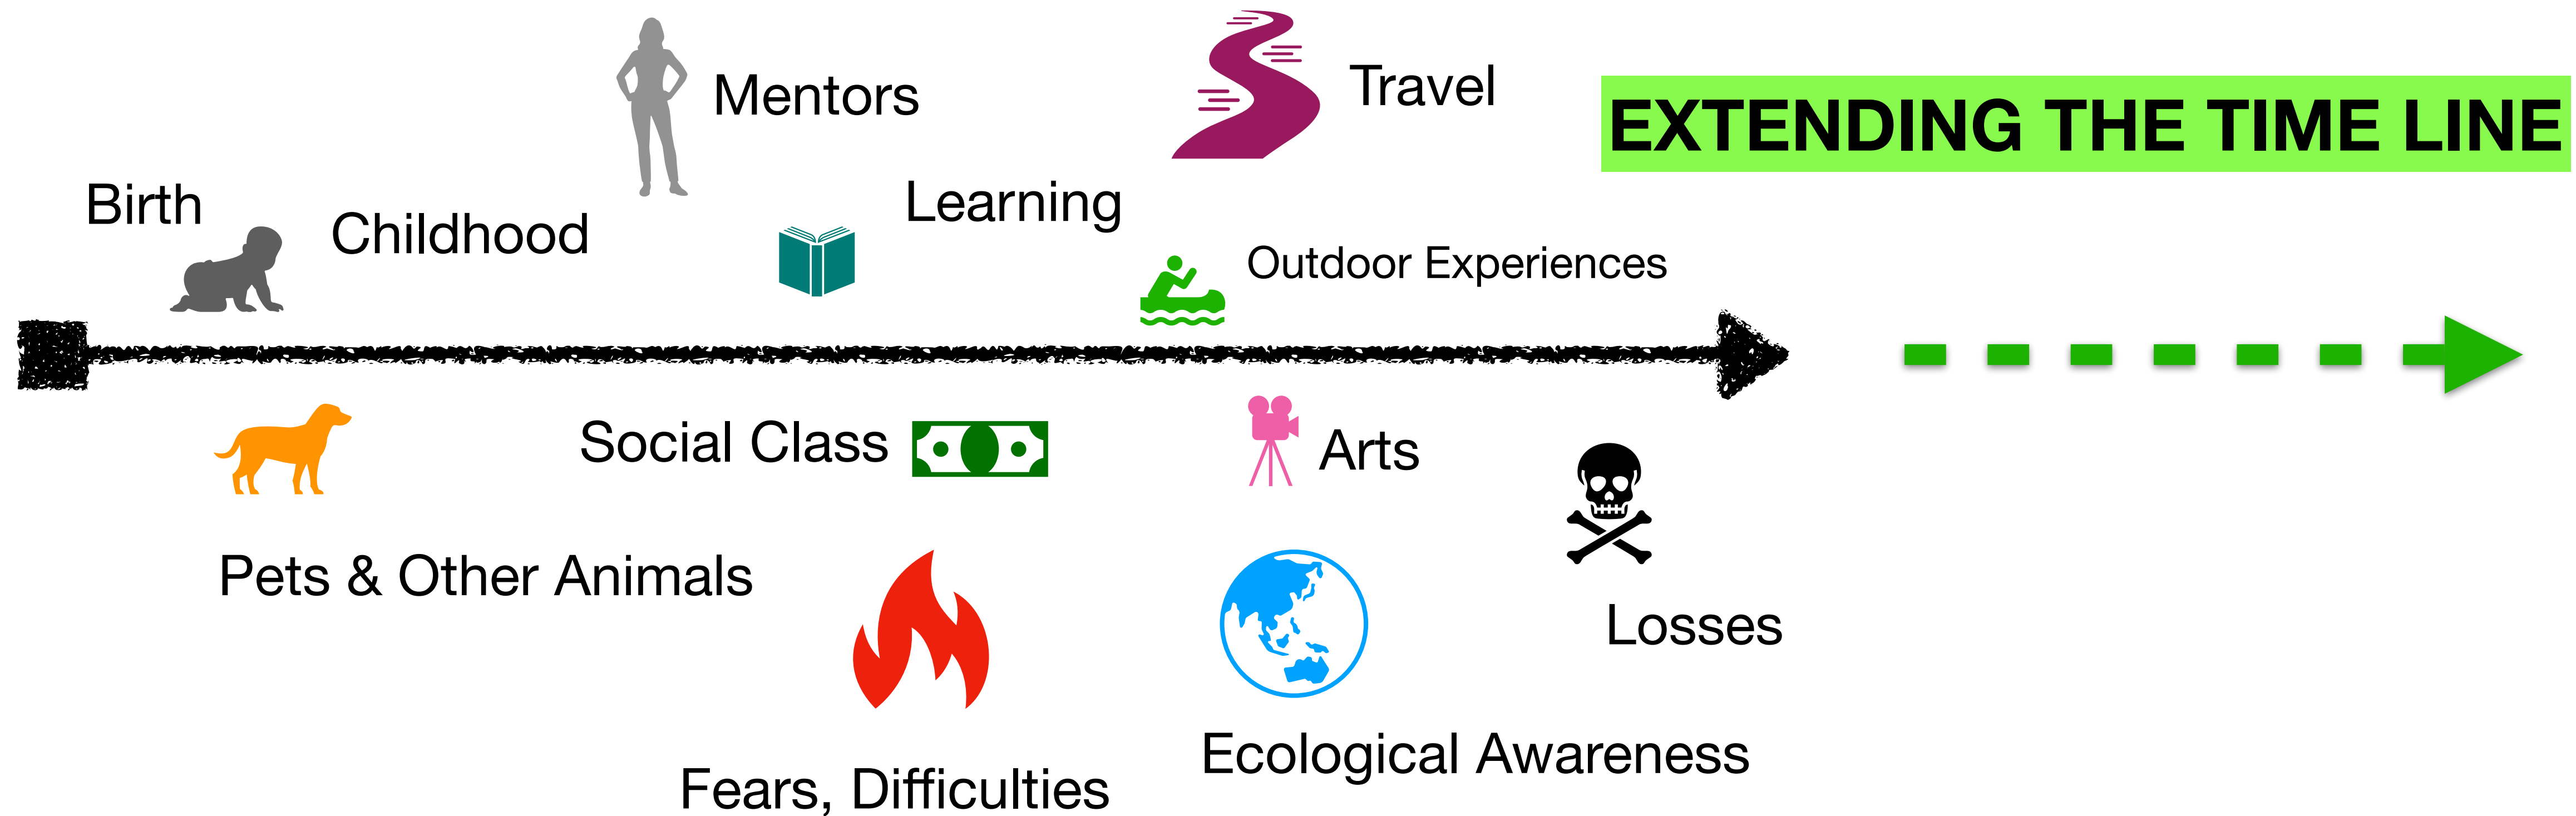 Mentors
Travel
EXTENDING THE TIME LINE
Birth
Childhood
Learning
Outdoor Experiences
Social Class
Arts
Pets & Other Animals
Losses
Ecological Awareness
Fears, Difficulties